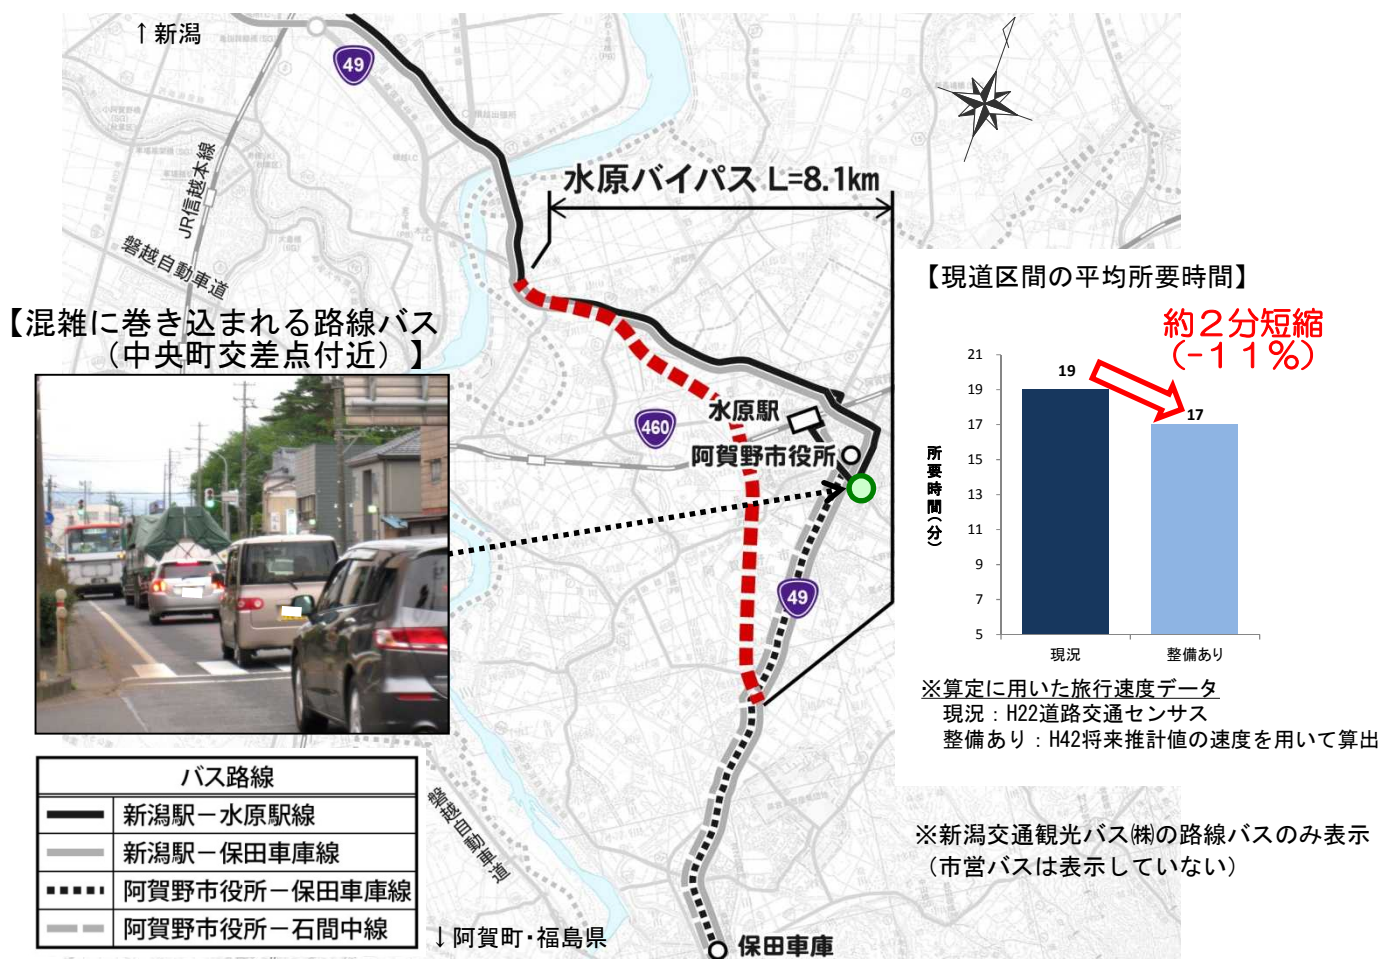 ↑新潟
49
JR信越本線
磐越自動車道
水原バイパス L=8.1km
【混雑に巻き込まれる路線バス
（中央町交差点付近）】
460
水原駅
阿賀野市役所
49
【現道区間の平均所要時間】
約２分短縮
(-１１％)
所要時間（分）
21
19
17
15
13
11
9
7
5
19
17
現況
整備あり
※算定に用いた旅行速度データ
現況：H22道路交通センサス
整備あり：H42将来推計値の速度を用いて算出
※新潟交通観光バス㈱の路線バスのみ表示
（市営バスは表示していない）
バス路線
新潟駅－水原駅線
新潟駅－保田車庫線
阿賀野市役所－保田車庫線
阿賀野市役所－石間中線
磐越自動車道
↓阿賀町・福島県
保田車庫